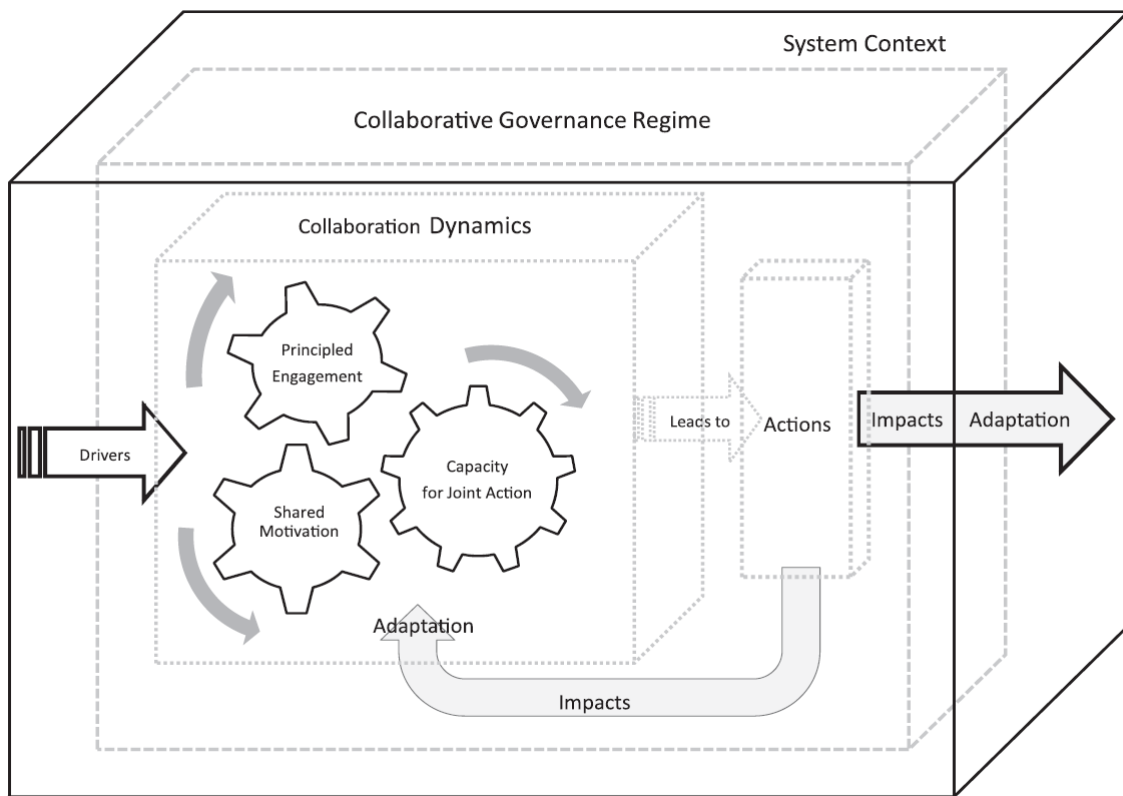 System Context
Collaborative Governance Regime
Collaboration Dynamics
Principled
Engagement
Drivers
Capacity
for Joint Action
Shared
Motivation
Leads to
Actions
Impacts
Adaptation
Adaptation
Impacts